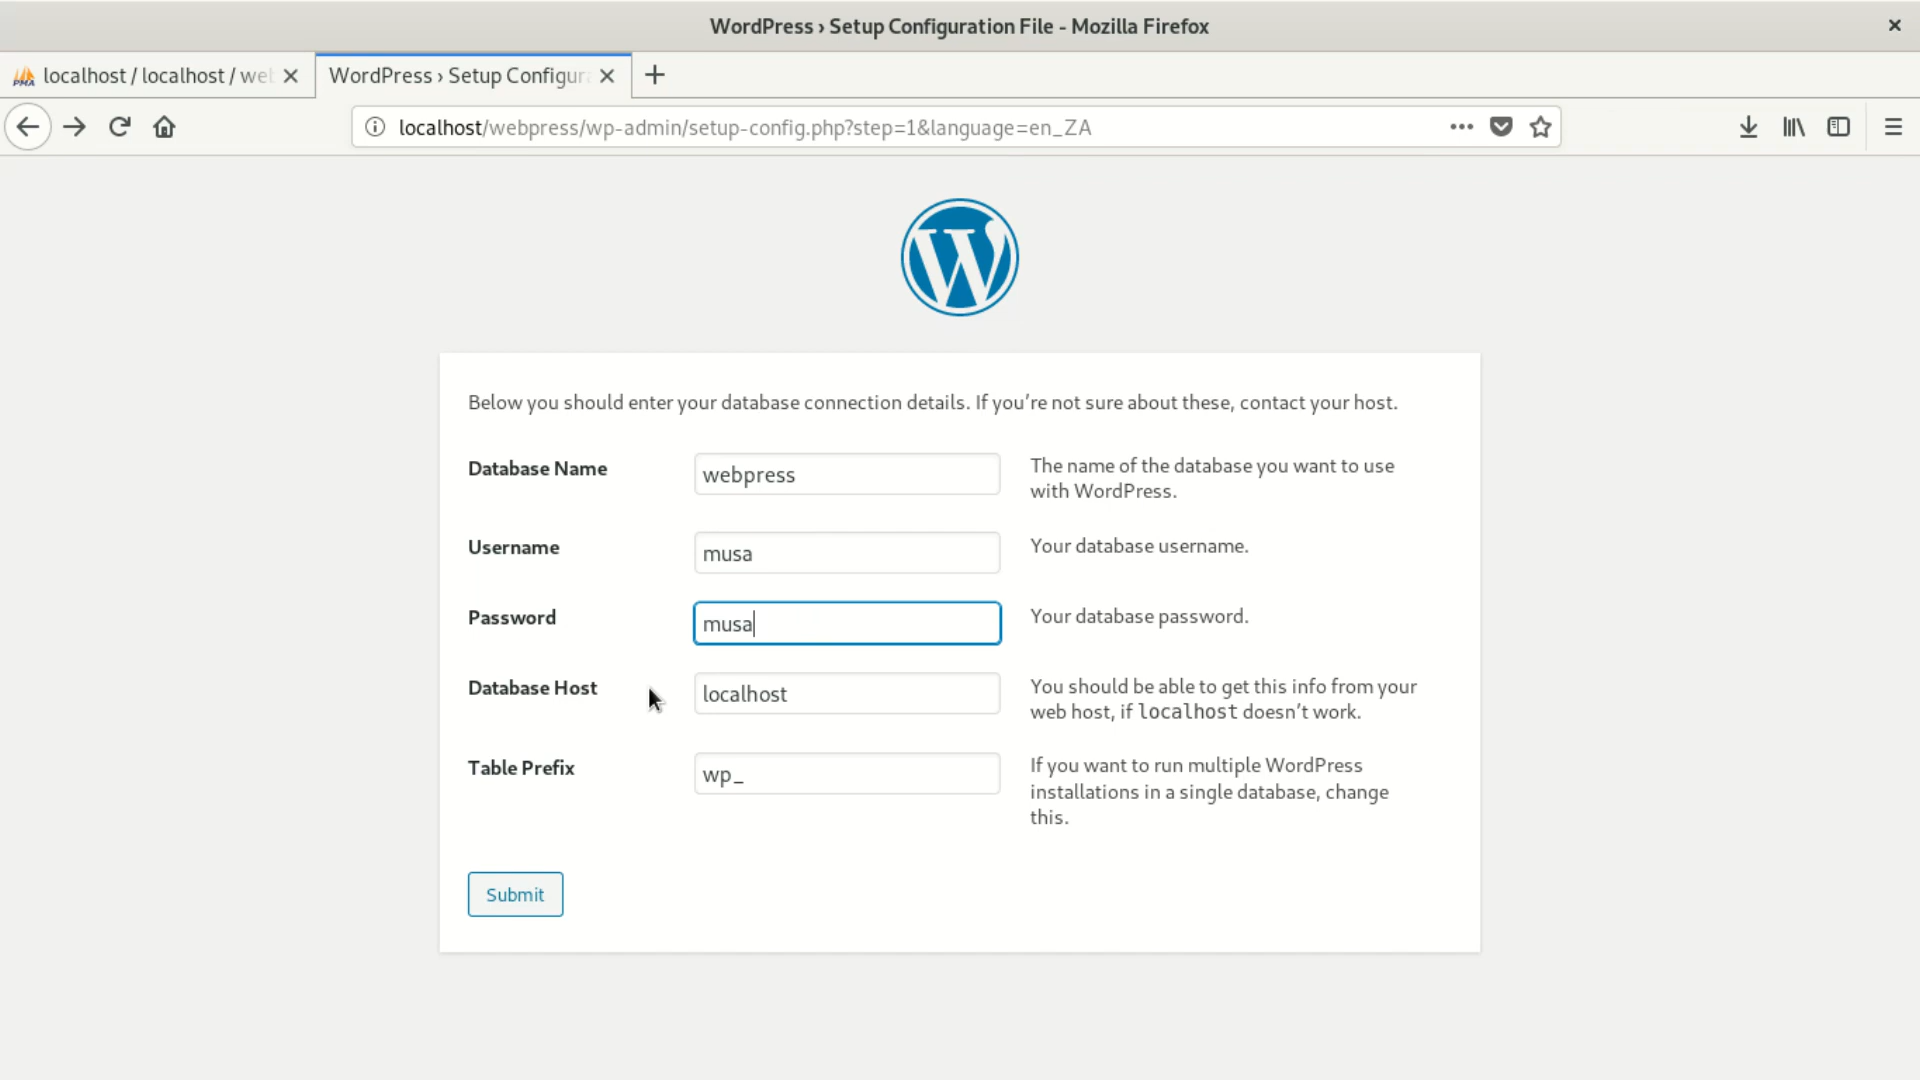 WordPress › Setup Configuration File - Mozilla Firefox
PMA localhost / localhost / web
WordPress › Setup Configur
localhost/webpress/wp-admin/setup-config.php?step=1&language=en_ZA
W
Below you should enter your database connection details. If you’re not sure about these, contact your host.
Database Name
webpress
The name of the database you want to use
with WordPress.
Username
musa
Your database username.
Password
musa
Your database password.
Database Host
localhost
You should be able to get this info from your
web host, if localhost doesn’t work.
Table Prefix
wp_
If you want to run multiple WordPress
installations in a single database, change
this.
Submit